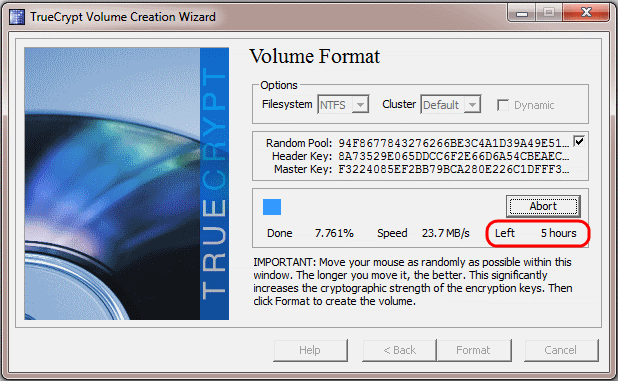 TrueCrypt Volume Creation Wizard
TRUECRYPT
Volume Format
Options
Filesystem NTFS Cluster Default Dynamic
Random Pool: 94F8677843276266BE3C4A1D39A49E51...
Header Key: 8A73529E065DDCC6F2E66D6A54CBEAEC...
Master Key: F3224085EF2BB79BCA280E226C1DFFF3...
Abort
Done 7.761% Speed 23.7 MB/s Left 5 hours
IMPORTANT: Move your mouse as randomly as possible within this
window. The longer you move it, the better. This significantly
increases the cryptographic strength of the encryption keys. Then
click Format to create the volume.
Help < Back Format Cancel